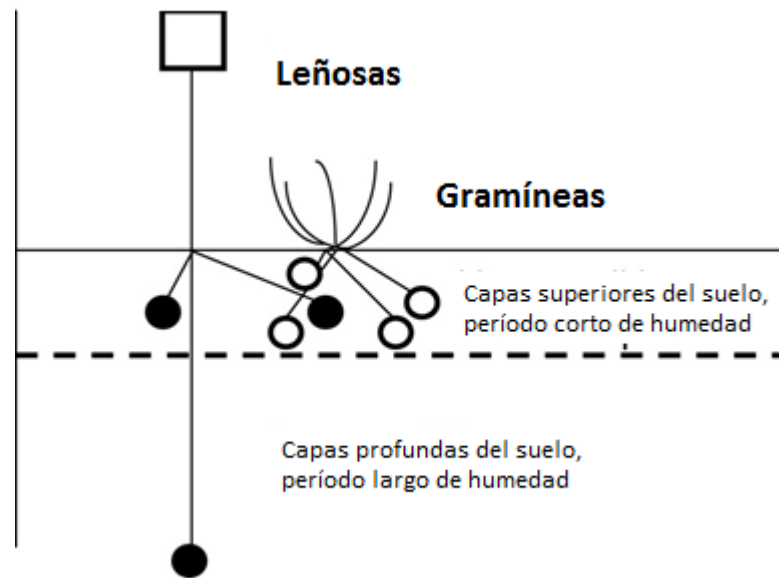 Leñosas
Gramíneas
Capas superiores del suelo,
período corto de humedad
Capas profundas del suelo,
período largo de humedad